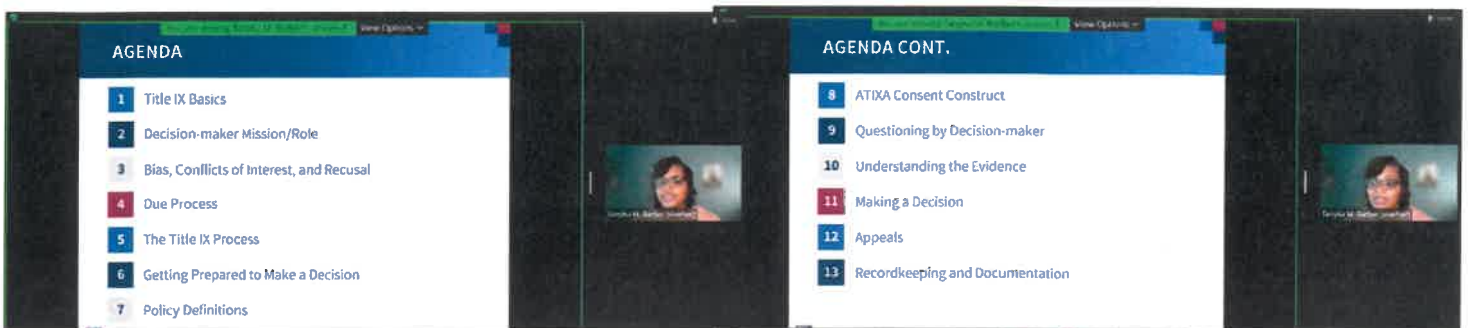 View Options
AGENDA
1 Title IX Basics
2 Decision-maker Mission/Role
3 Bias, Conflicts of Interest, and Recusal
4 Due Process
5 The Title IX Process
6 Getting Prepared to Make a Decision
7 Policy Definitions
View Options
AGENDA CONT.
8 ATIXA Consent Construct
9 Questioning by Decision-maker
10 Understanding the Evidence
11 Making a Decision
12 Appeals
13 Recordkeeping and Documentation